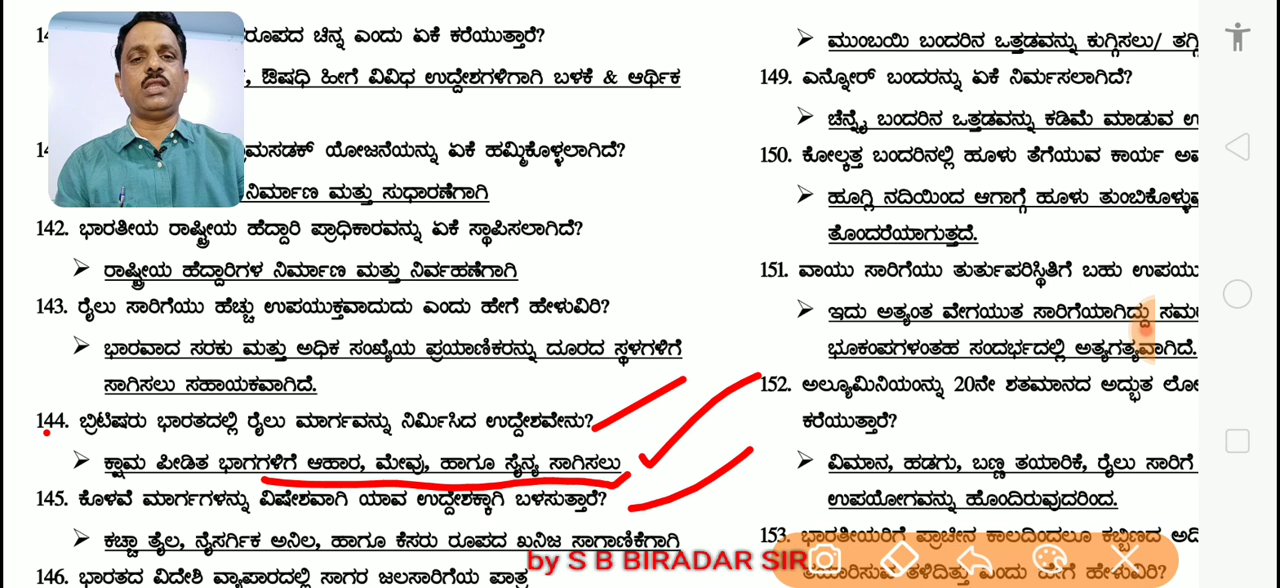 ರೂಪದ ಚಿನ್ನ ಎಂದು ಏಕೆ ಕರೆಯುತ್ತಾರೆ?
, ಔಷಧಿ ಹೀಗೆ ವಿವಿಧ ಉದ್ದೇಶಗಳಿಗಾಗಿ ಬಳಕೆ & ಆರ್ಥಿಕ
ಮಸಡಕ್ ಯೋಜನೆಯನ್ನು ಏಕೆ ಹಮ್ಮಿಕೊಳ್ಳಲಾಗಿದೆ?
ನಿರ್ಮಾಣ ಮತ್ತು ಸುಧಾರಣೆಗಾಗಿ
142. ಭಾರತೀಯ ರಾಷ್ಟ್ರೀಯ ಹೆದ್ದಾರಿ ಪ್ರಾಧಿಕಾರವನ್ನು ಏಕೆ ಸ್ಥಾಪಿಸಲಾಗಿದೆ?
➢ ರಾಷ್ಟ್ರೀಯ ಹೆದ್ದಾರಿಗಳ ನಿರ್ಮಾಣ ಮತ್ತು ನಿರ್ವಹಣೆಗಾಗಿ
143. ರೈಲು ಸಾರಿಗೆಯು ಹೆಚ್ಚು ಉಪಯುಕ್ತವಾದುದು ಎಂದು ಹೇಗೆ ಹೇಳುವಿರಿ?
➢ ಭಾರವಾದ ಸರಕು ಮತ್ತು ಅಧಿಕ ಸಂಖ್ಯೆಯ ಪ್ರಯಾಣಿಕರನ್ನು ದೂರದ ಸ್ಥಳಗಳಿಗೆ
ಸಾಗಿಸಲು ಸಹಾಯಕವಾಗಿದೆ.
144. ಬ್ರಿಟಿಷರು ಭಾರತದಲ್ಲಿ ರೈಲು ಮಾರ್ಗವನ್ನು ನಿರ್ಮಿಸಿದ ಉದ್ದೇಶವೇನು?
➢ ಕ್ಷಾಮ ಪೀಡಿತ ಭಾಗಗಳಿಗೆ ಆಹಾರ, ಮೇವು, ಹಾಗೂ ಸೈನ್ಯ ಸಾಗಿಸಲು
145. ಕೊಳವೆ ಮಾರ್ಗಗಳನ್ನು ವಿಷೇಶವಾಗಿ ಯಾವ ಉದ್ದೇಶಕ್ಕಾಗಿ ಬಳಸುತ್ತಾರೆ?
➢ ಕಚ್ಚಾ ತೈಲ, ನೈಸರ್ಗಿಕ ಅನಿಲ, ಹಾಗೂ ಕೆಸರು ರೂಪದ ಖನಿಜ ಸಾಗಾಣಿಕೆಗಾಗಿ
146. ಭಾರತದ ವಿದೇಶಿ ವ್ಯಾಪಾರದಲ್ಲಿ ಸಾಗರ ಜಲಸಾರಿಗೆಯ ಪಾತ್ರ
➢ ಮುಂಬಯಿ ಬಂದರಿನ ಒತ್ತಡವನ್ನು ಕುಗ್ಗಿಸಲು/ ತಗ್ಗಿ
149. ಎನ್ನೋರ್ ಬಂದರನ್ನು ಏಕೆ ನಿರ್ಮಿಸಲಾಗಿದೆ?
➢ ಚೆನ್ನೈ ಬಂದರಿನ ಒತ್ತಡವನ್ನು ಕಡಿಮೆ ಮಾಡುವ ಉ
150. ಕೋಲ್ಕತ್ತ ಬಂದರಿನಲ್ಲಿ ಹೂಳು ತೆಗೆಯುವ ಕಾರ್ಯ ಅವ
➢ ಹೂಗ್ಲಿ ನದಿಯಿಂದ ಆಗಾಗ್ಗೆ ಹೂಳು ತುಂಬಿಕೊಳ್ಳುವ
ತೊಂದರೆಯಾಗುತ್ತದೆ.
151. ವಾಯು ಸಾರಿಗೆಯು ತುರ್ತುಪರಿಸ್ಥಿತಿಗೆ ಬಹು ಉಪಯು
➢ ಇದು ಅತ್ಯಂತ ವೇಗಯುತ ಸಾರಿಗೆಯಾಗಿದ್ದು ಸಮ
ಭೂಕಂಪಗಳಂತಹ ಸಂದರ್ಭದಲ್ಲಿ ಅತ್ಯಗತ್ಯವಾಗಿದೆ.
152. ಅಲ್ಯೂಮಿನಿಯಂನ್ನು 20ನೇ ಶತಮಾನದ ಅದ್ಭುತ ಲೋ
ಕರೆಯುತ್ತಾರೆ?
➢ ವಿಮಾನ, ಹಡಗು, ಬಣ್ಣ ತಯಾರಿಕೆ, ರೈಲು ಸಾರಿಗೆ
ಉಪಯೋಗವನ್ನು ಹೊಂದಿರುವುದರಿಂದ.
153. ಭಾರತೀಯರಿಗೆ ಪ್ರಾಚೀನ ಕಾಲದಿಂದಲೂ ಕಬ್ಬಿಣದ ಅದಿ
by S B BIRADAR SIR